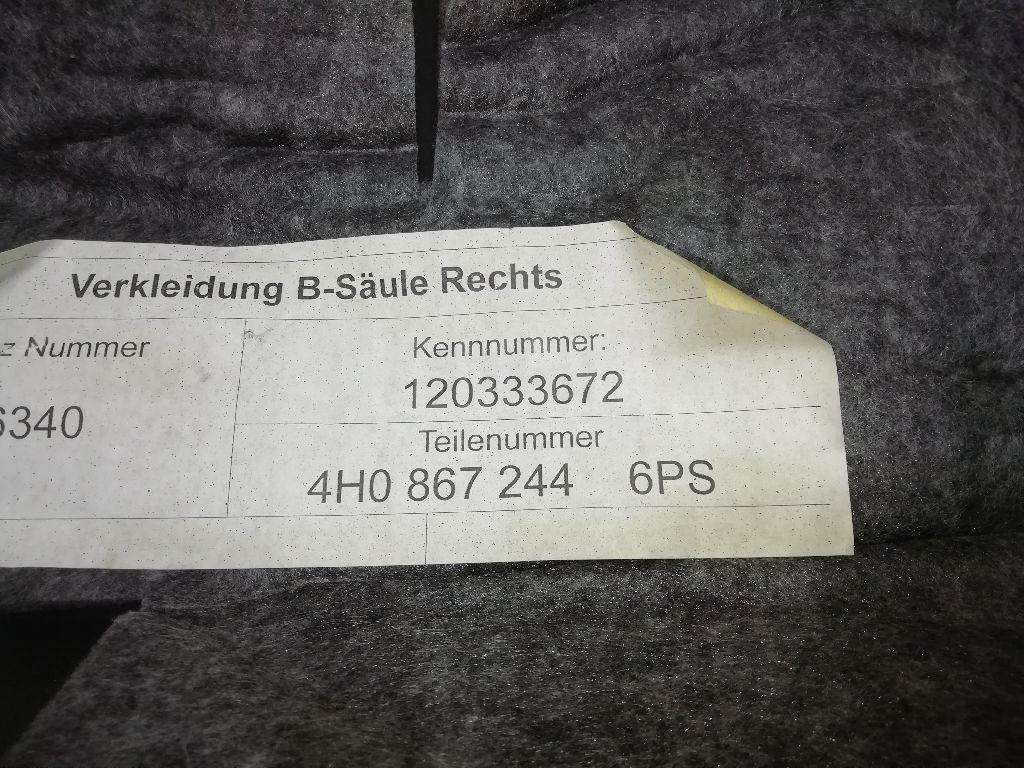 Verkleidung B-Säule Rechts
z Nummer
Kennnummer:
6340
120333672
Teilenummer
4H0 867 244 6PS